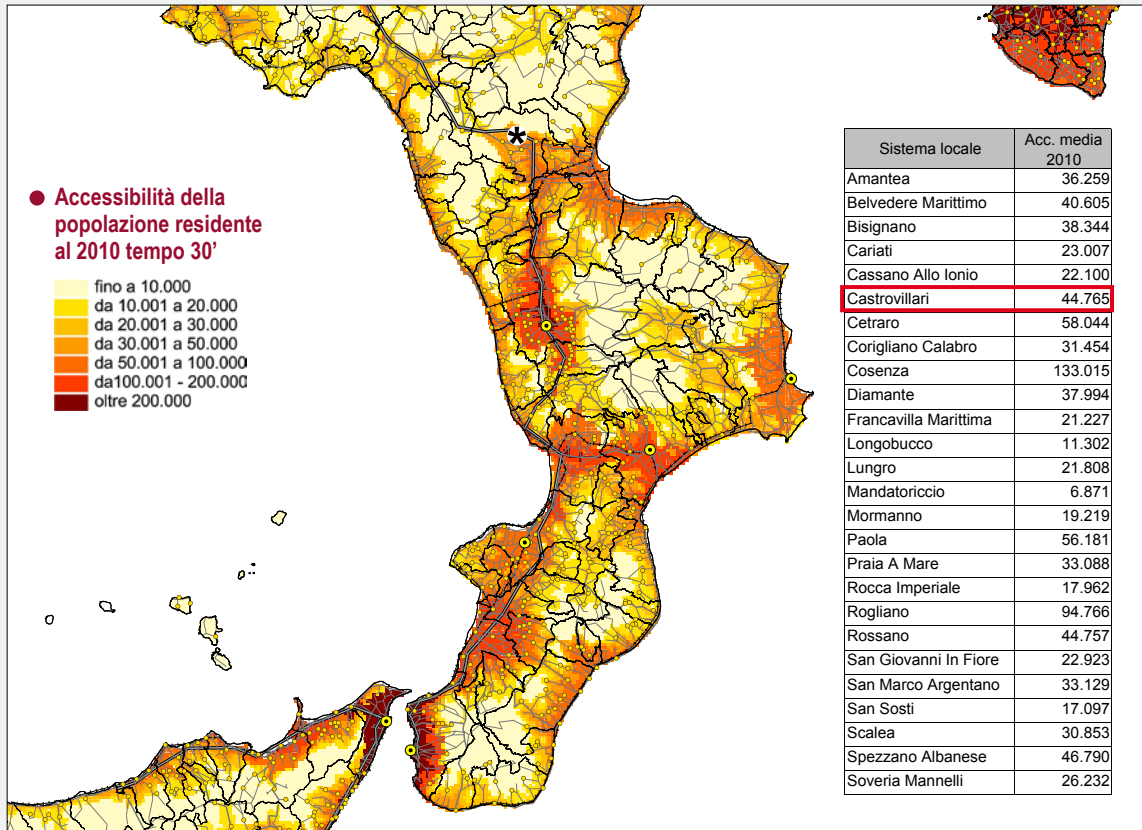 ● Accessibilità della
popolazione residente
al 2010 tempo 30'
fino a 10.000
da 10.001 a 20.000
da 20.001 a 30.000
da 30.001 a 50.000
da 50.001 a 100.000
da100.001 - 200.000
oltre 200.000
*
Sistema locale Acc. media 2010
Amantea 36.259
Belvedere Marittimo 40.605
Bisignano 38.344
Cariati 23.007
Cassano Allo Ionio 22.100
Castrovillari 44.765
Cetraro 58.044
Corigliano Calabro 31.454
Cosenza 133.015
Diamante 37.994
Francavilla Marittima 21.227
Longobucco 11.302
Lungro 21.808
Mandatoriccio 6.871
Mormanno 19.219
Paola 56.181
Praia A Mare 33.088
Rocca Imperiale 17.962
Rogliano 94.766
Rossano 44.757
San Giovanni In Fiore 22.923
San Marco Argentano 33.129
San Sosti 17.097
Scalea 30.853
Spezzano Albanese 46.790
Soveria Mannelli 26.232